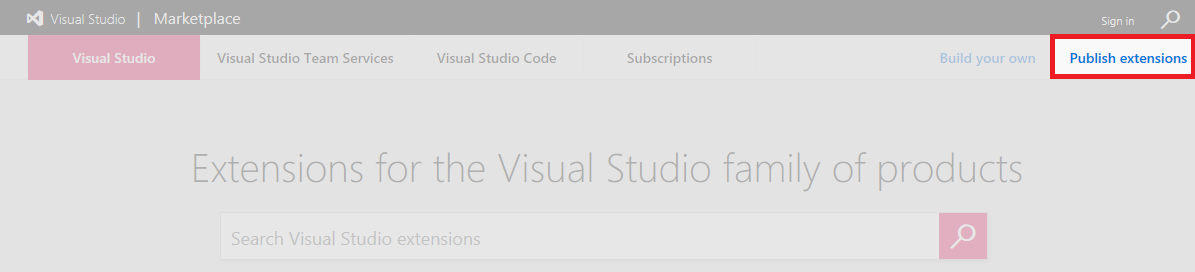 Visual Studio | Marketplace
Sign in
Visual Studio
Visual Studio Team Services
Visual Studio Code
Subscriptions
Build your own
Publish extensions
Extensions for the Visual Studio family of products
Search Visual Studio extensions